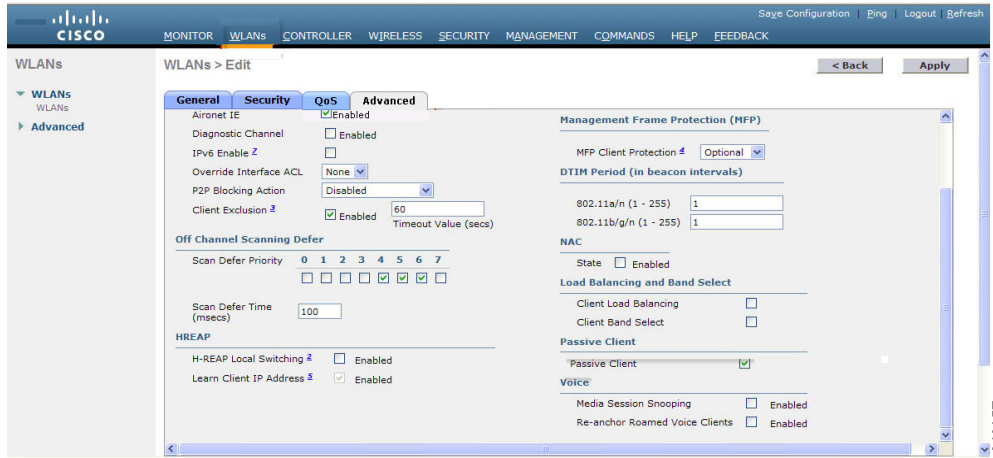 Save Configuration | Ping | Logout | Refresh
CISCO
MONITOR WLANs CONTROLLER WIRELESS SECURITY MANAGEMENT COMMANDS HELP FEEDBACK
WLANs
WLANs
WLANs
Advanced
WLANs > Edit
< Back
Apply
General Security QoS Advanced
Aironet IE Enabled
Diagnostic Channel Enabled
IPv6 Enable 7
Override Interface ACL None
P2P Blocking Action Disabled
Client Exclusion 3 Enabled 60
Timeout Value (secs)
Off Channel Scanning Defer
Scan Defer Priority 0 1 2 3 4 5 6 7
Scan Defer Time (msecs) 100
HREAP
H-REAP Local Switching 2 Enabled
Learn Client IP Address 5 Enabled
Management Frame Protection (MFP)
MFP Client Protection 4 Optional
DTIM Period (in beacon intervals)
802.11a/n (1 - 255) 1
802.11b/g/n (1 - 255) 1
NAC
State Enabled
Load Balancing and Band Select
Client Load Balancing
Client Band Select
Passive Client
Passive Client
Voice
Media Session Snooping Enabled
Re-anchor Roamed Voice Clients Enabled